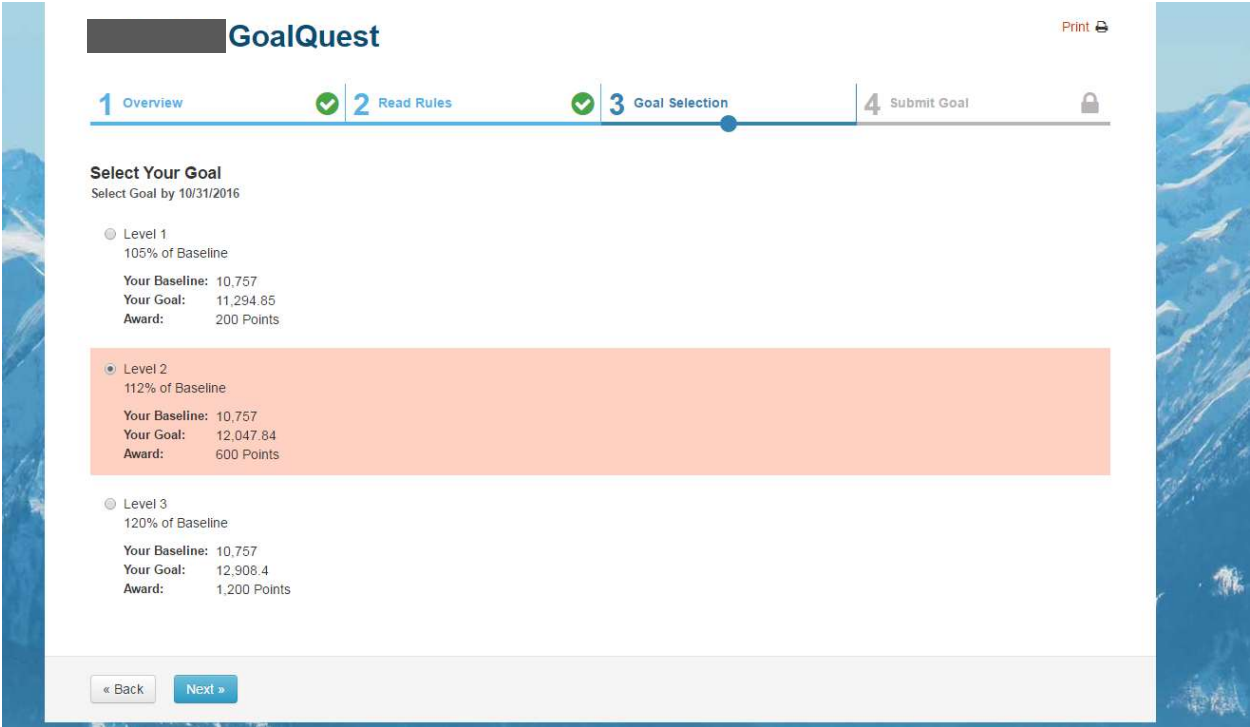 GoalQuest
Print
1 Overview
2 Read Rules
3 Goal Selection
4 Submit Goal
Select Your Goal
Select Goal by 10/31/2016
Level 1
105% of Baseline
Your Baseline: 10,757
Your Goal: 11,294.85
Award: 200 Points
Level 2
112% of Baseline
Your Baseline: 10,757
Your Goal: 12,047.84
Award: 600 Points
Level 3
120% of Baseline
Your Baseline: 10,757
Your Goal: 12,908.4
Award: 1,200 Points
« Back
Next »